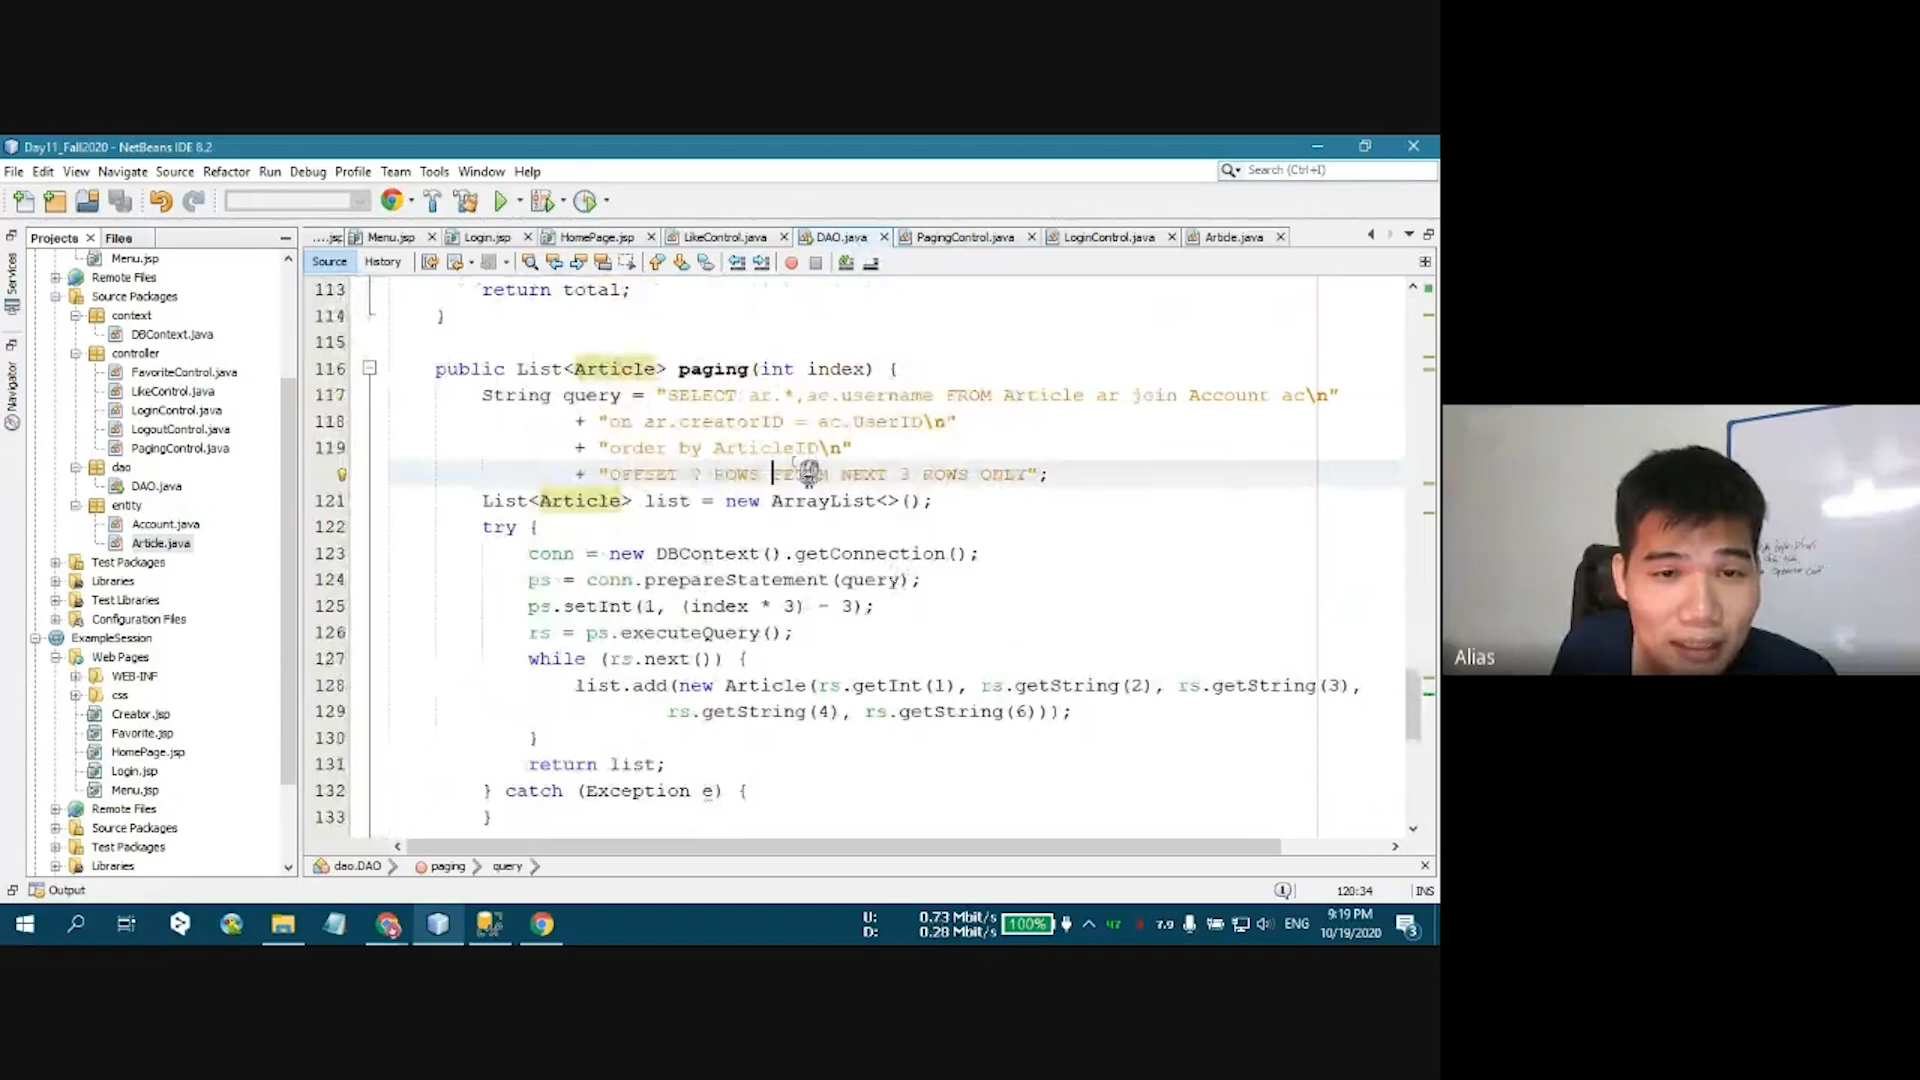 Day11_Fall2020 - NetBeans IDE 8.2
File Edit View Navigate Source Refactor Run Debug Profile Team Tools Window Help
Search (Ctrl+I)
Projects Files
....jsp Menu.jsp Login.jsp HomePage.jsp LikeControl.java DAO.java PagingControl.java LoginControl.java Article.java
Source History
Services
Navigator
Menu.jsp
Remote Files
Source Packages
context
DBContext.java
controller
FavoriteControl.java
LikeControl.java
LoginControl.java
LogoutControl.java
PagingControl.java
dao
DAO.java
entity
Account.java
Article.java
Test Packages
Libraries
Test Libraries
Configuration Files
ExampleSession
Web Pages
WEB-INF
css
Creator.jsp
Favorite.jsp
HomePage.jsp
Login.jsp
Menu.jsp
Remote Files
Source Packages
Test Packages
Libraries
113 return total;
114 }
115
116 public List<Article> paging(int index) {
117 String query = "SELECT ar.*,ac.username FROM Article ar join Account ac\n"
118 + "on ar.creatorID = ac.UserID\n"
119 + "order by ArticleID\n"
+ "OFFSET ? ROWS FETCH NEXT 3 ROWS ONLY";
121 List<Article> list = new ArrayList<>();
122 try {
123 conn = new DBContext().getConnection();
124 ps = conn.prepareStatement(query);
125 ps.setInt(1, (index * 3) - 3);
126 rs = ps.executeQuery();
127 while (rs.next()) {
128 list.add(new Article(rs.getInt(1), rs.getString(2), rs.getString(3),
129 rs.getString(4), rs.getString(6)));
130 }
131 return list;
132 } catch (Exception e) {
133 }
dao.DAO paging query
Output
120:34 INS
U: 0.73 Mbit/s
D: 0.28 Mbit/s
100% 47 7.9 ENG
9:19 PM
10/19/2020
3
Alias